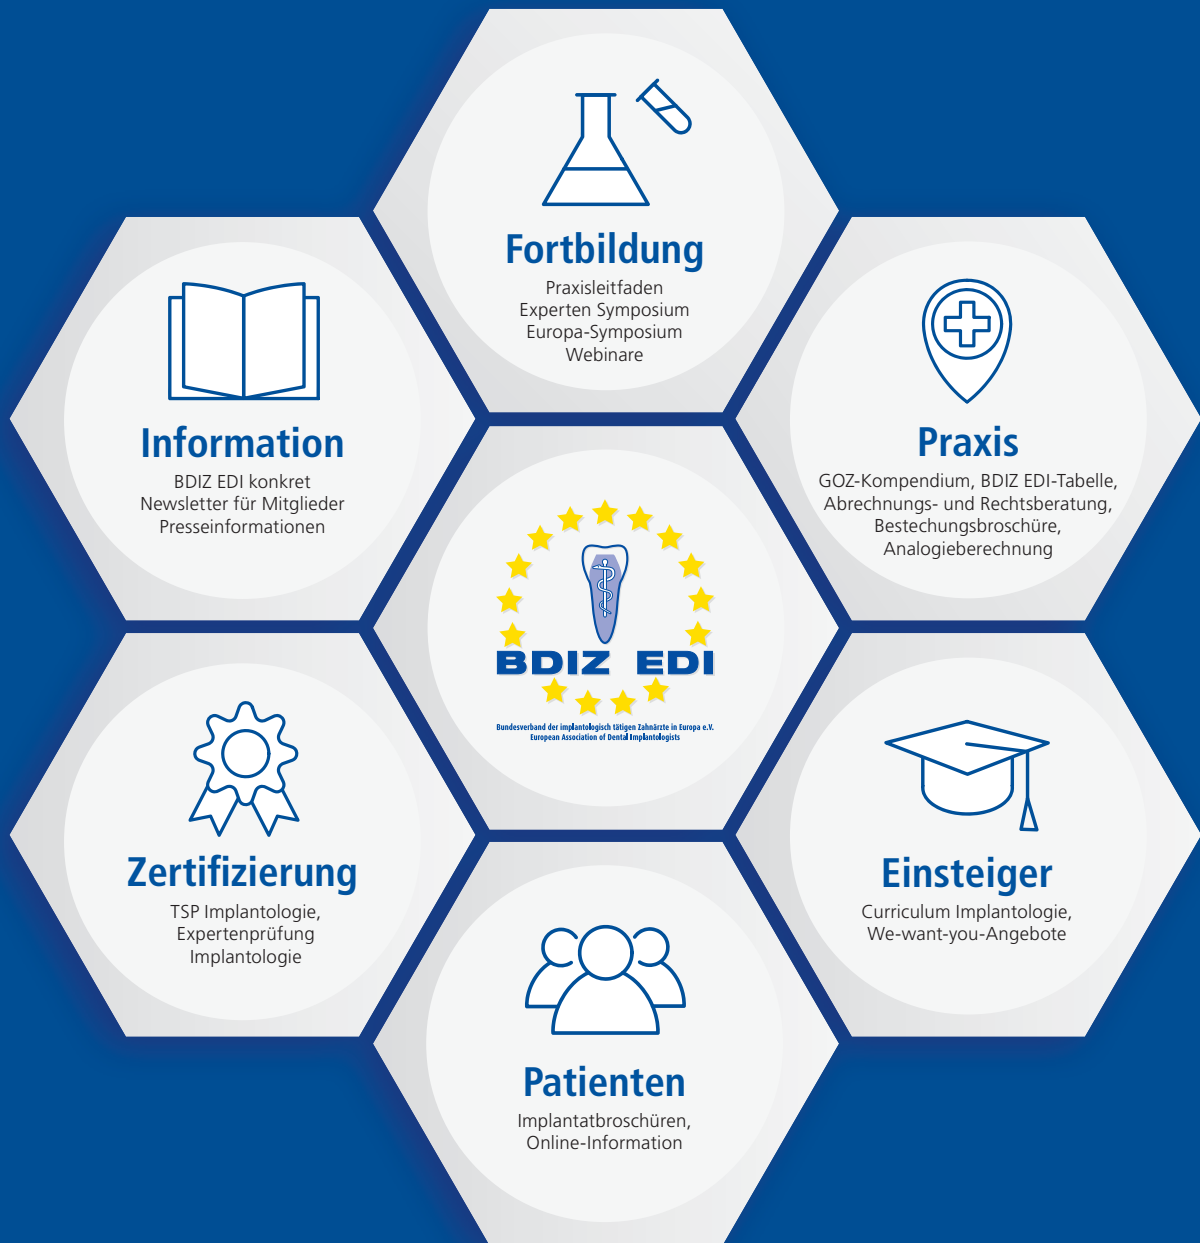 Fortbildung
Praxisleitfaden
Experten Symposium
Europa-Symposium
Webinare
Information
BDIZ EDI konkret
Newsletter für Mitglieder
Presseinformationen
Praxis
GOZ-Kompendium, BDIZ EDI-Tabelle,
Abrechnungs- und Rechtsberatung,
Bestechungsbroschüre,
Analogieberechnung
BDIZ EDI
Bundesverband der implantologisch tätigen Zahnärzte in Europa e.V.
European Association of Dental Implantologists
Zertifizierung
TSP Implantologie,
Expertenprüfung
Implantologie
Einsteiger
Curriculum Implantologie,
We-want-you-Angebote
Patienten
Implantatbroschüren,
Online-Information